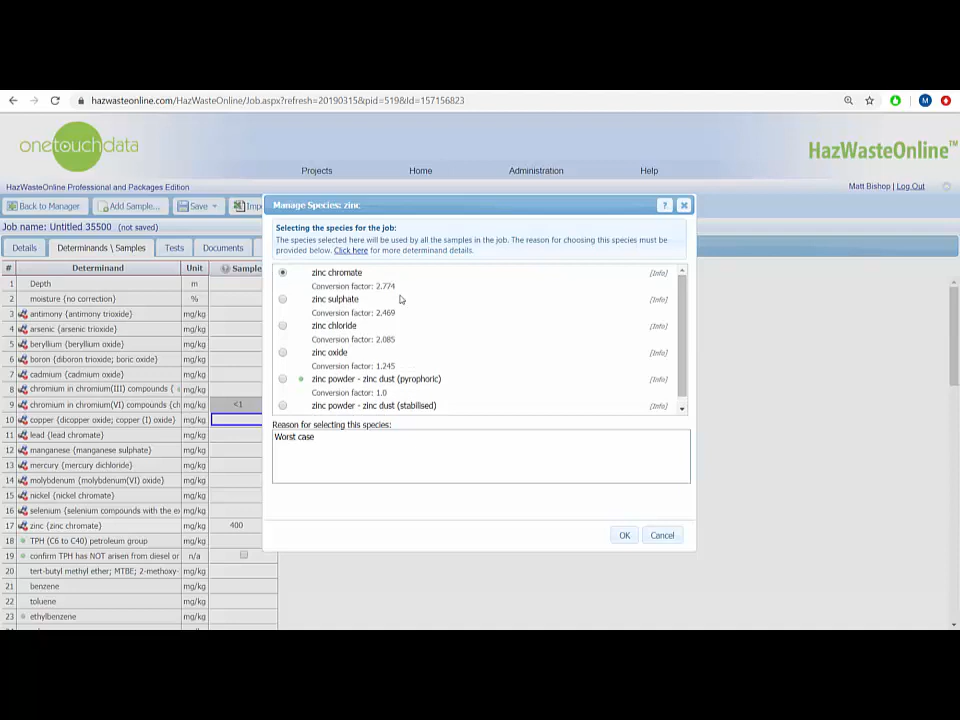 hazwasteonline.com/HazWasteOnline/Job.aspx?refresh=20190315&pid=519&Id=157156823
M
onetouchdata
HazWasteOnline™
Projects
Home
Administration
Help
HazWasteOnline Professional and Packages Edition
Matt Bishop | Log Out
Back to Manager
Add Sample...
Save
Imp
Job name: Untitled 35500 (not saved)
Details
Determinands \ Samples
Tests
Documents
# Determinand Unit Sample
1 Depth m
2 moisture {no correction} %
3 antimony {antimony trioxide} mg/kg
4 arsenic {arsenic trioxide} mg/kg
5 beryllium {beryllium oxide} mg/kg
6 boron {diboron trioxide; boric oxide} mg/kg
7 cadmium {cadmium oxide} mg/kg
8 chromium in chromium(III) compounds { mg/kg
9 chromium in chromium(VI) compounds {ch mg/kg <1
10 copper {dicopper oxide; copper (I) oxide} mg/kg
11 lead {lead chromate} mg/kg
12 manganese {manganese sulphate} mg/kg
13 mercury {mercury dichloride} mg/kg
14 molybdenum {molybdenum(VI) oxide} mg/kg
15 nickel {nickel chromate} mg/kg
16 selenium {selenium compounds with the ex mg/kg
17 zinc {zinc chromate} mg/kg 400
18 TPH (C6 to C40) petroleum group mg/kg
19 confirm TPH has NOT arisen from diesel or n/a
20 tert-butyl methyl ether; MTBE; 2-methoxy- mg/kg
21 benzene mg/kg
22 toluene mg/kg
23 ethylbenzene mg/kg
Manage Species: zinc
?
Selecting the species for the job:
The species selected here will be used by all the samples in the job. The reason for choosing this species must be
provided below. Click here for more determinand details.
zinc chromate [Info]
Conversion factor: 2.774
zinc sulphate [Info]
Conversion factor: 2.469
zinc chloride [Info]
Conversion factor: 2.085
zinc oxide [Info]
Conversion factor: 1.245
zinc powder - zinc dust (pyrophoric) [Info]
Conversion factor: 1.0
zinc powder - zinc dust (stabilised) [Info]
Reason for selecting this species:
Worst case
OK
Cancel